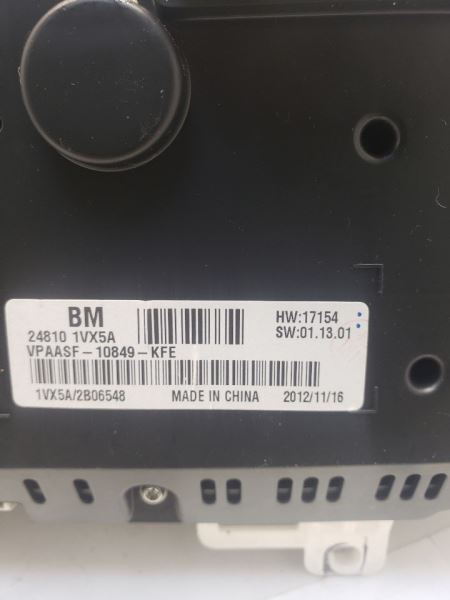 BM
24810 1VX5A
VPAASF-10849-KFE
HW:17154
SW:01.13.01
1VX5A/2B06548 MADE IN CHINA 2012/11/16